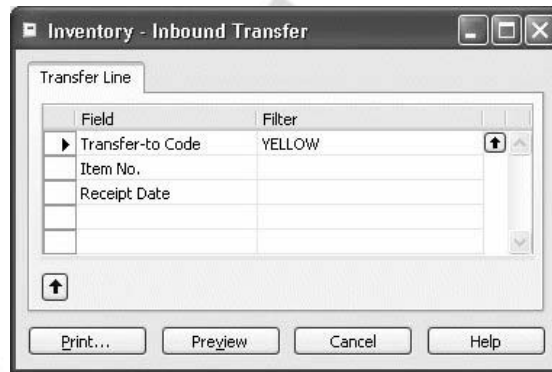 Inventory - Inbound Transfer
Transfer Line
Field Filter
Transfer-to Code YELLOW
Item No.
Receipt Date
Print... Preview Cancel Help